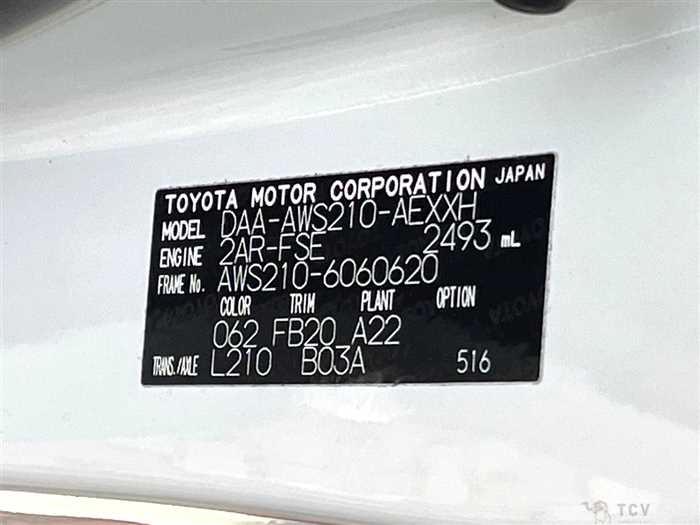 TOYOTA MOTOR CORPORATION JAPAN
MODEL DAA-AWS210-AEXXH
ENGINE 2AR-FSE 2493 mL
FRAME No. AWS210-6060620
COLOR TRIM PLANT OPTION
062 FB20 A22
TRANS./AXLE L210 B03A 516
TCV